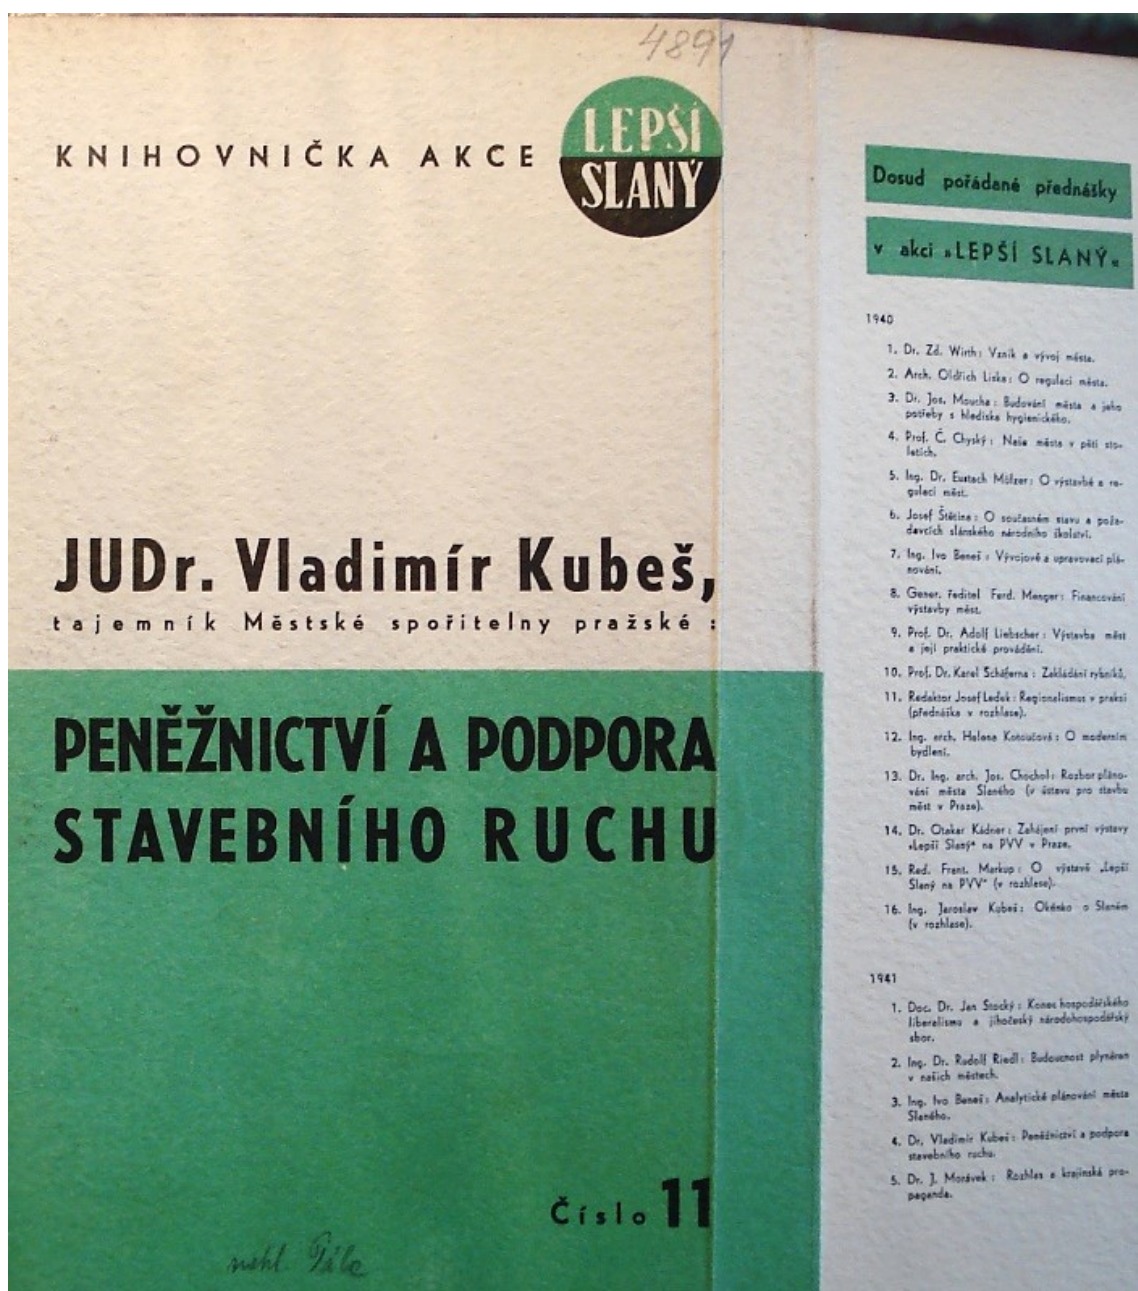 4891
KNIHOVNIČKA AKCE
LEPŠÍ
SLANÝ
JUDr. Vladimír Kubeš,
tajemník Městské spořitelny pražské :
PENĚŽNICTVÍ A PODPORA
STAVEBNÍHO RUCHU
Číslo 11
Dosud pořádané přednášky
v akci »LEPŠÍ SLANÝ«
1940
1. Dr. Zd. Wirth: Vznik a vývoj města.
2. Arch. Oldřich Liska: O regulaci města.
3. Dr. Jos. Moucha: Budování města a jeho
potřeby s hlediska hygienického.
4. Prof. Č. Chyský: Naše město v pěti sto-
letích.
5. Ing. Dr. Eustach Mölzer: O výstavbě a re-
gulaci měst.
6. Josef Štětina: O současném stavu a poža-
davcích slánského národního školství.
7. Ing. Ivo Beneš: Vývojové a upravovací plá-
nování.
8. Gener. ředitel Ferd. Menger: Financování
výstavby měst.
9. Prof. Dr. Adolf Liebscher: Výstavba měst
a její praktické provádění.
10. Prof. Dr. Karel Schäferna: Zakládání rybníků.
11. Redaktor Josef Ledek: Regionalismus v praksi
(přednáška v rozhlase).
12. Ing. arch. Helena Kotoučová: O moderním
bydlení.
13. Dr. Ing. arch. Jos. Chochol: Rozbor pláno-
vání města Slaného (v ústavu pro stavbu
měst v Praze).
14. Dr. Otakar Kádner: Zahájení první výstavy
„Lepší Slaný“ na PVV v Praze.
15. Red. Frant. Markup: O výstavě „Lepší
Slaný na PVV“ (v rozhlase).
16. Ing. Jaroslav Kubeš: Okénko o Slaném
(v rozhlase).
1941
1. Doc. Dr. Jan Stocký: Konec hospodářského
liberalismu a jihočeský národohospodářský
sbor.
2. Ing. Dr. Rudolf Riedl: Budoucnost plynáren
v našich městech.
3. Ing. Ivo Beneš: Analytické plánování města
Slaného.
4. Dr. Vladimír Kubeš: Peněžnictví a podpora
stavebního ruchu.
5. Dr. J. Morávek: Rozhlas a krajinská pro-
paganda.